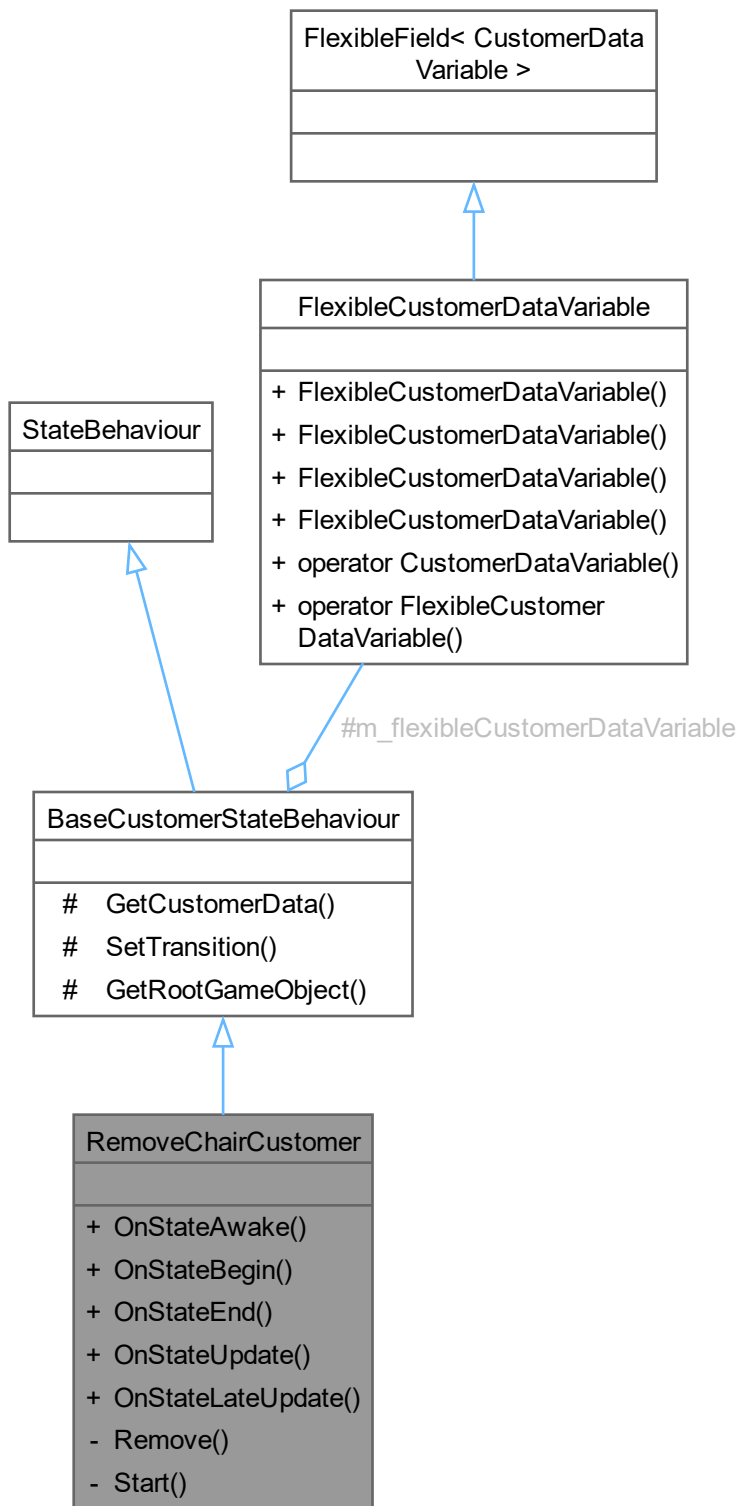 FlexibleField< CustomerData
Variable >
FlexibleCustomerDataVariable
+ FlexibleCustomerDataVariable()
+ FlexibleCustomerDataVariable()
+ FlexibleCustomerDataVariable()
+ FlexibleCustomerDataVariable()
+ operator CustomerDataVariable()
+ operator FlexibleCustomer
DataVariable()
StateBehaviour
#m_flexibleCustomerDataVariable
BaseCustomerStateBehaviour
# GetCustomerData()
# SetTransition()
# GetRootGameObject()
RemoveChairCustomer
+ OnStateAwake()
+ OnStateBegin()
+ OnStateEnd()
+ OnStateUpdate()
+ OnStateLateUpdate()
- Remove()
- Start()